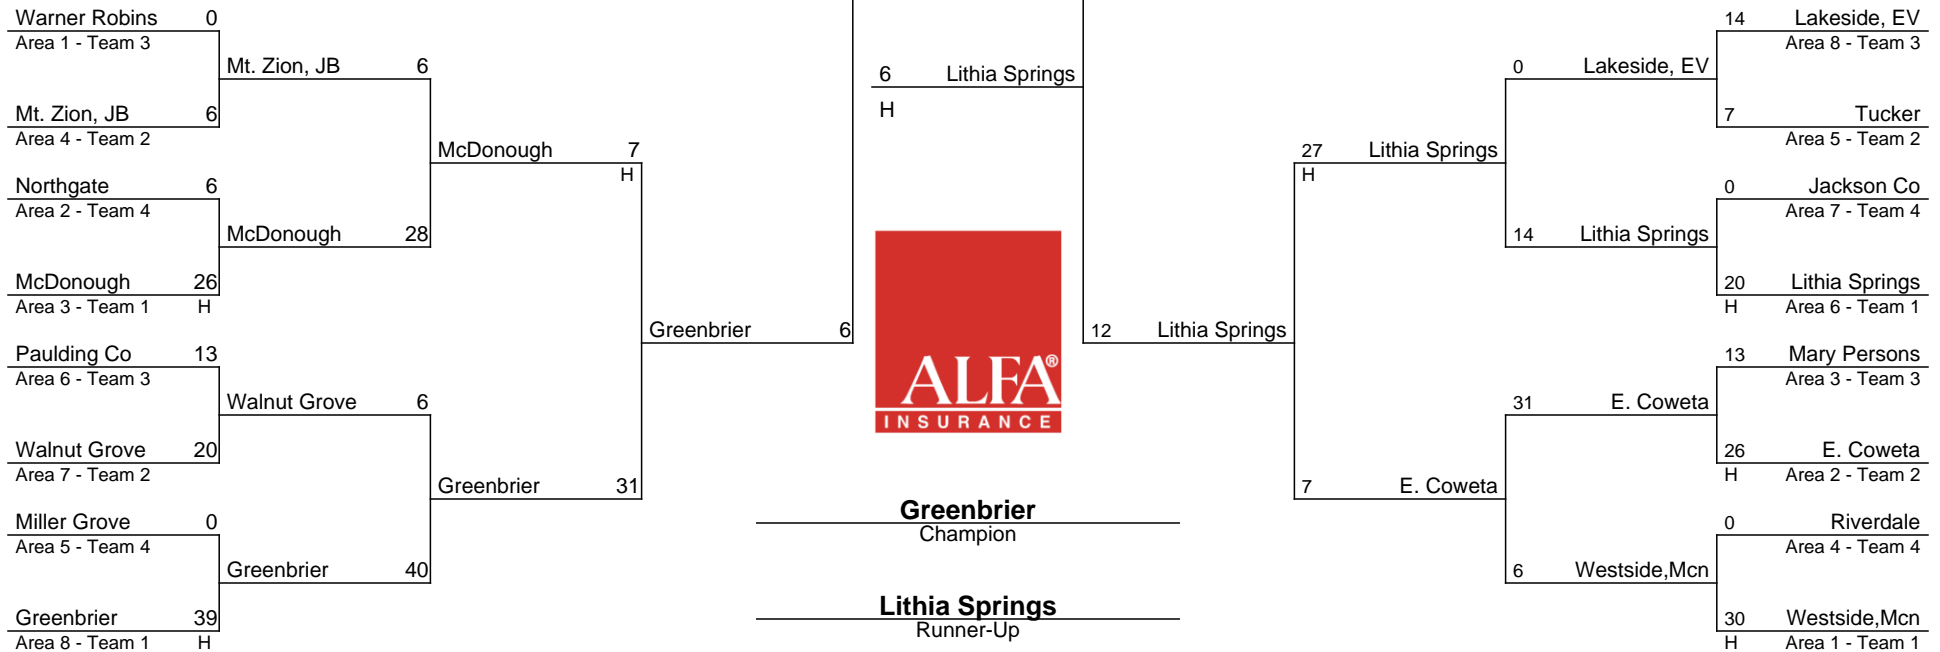 Warner Robins 0
Area 1 - Team 3
Mt. Zion, JB 6
Mt. Zion, JB 6
Area 4 - Team 2
McDonough 7
H
Northgate 6
Area 2 - Team 4
McDonough 28
McDonough 26
Area 3 - Team 1 H
Greenbrier 6
Paulding Co 13
Area 6 - Team 3
Walnut Grove 6
Walnut Grove 20
Area 7 - Team 2
Greenbrier 31
Miller Grove 0
Area 5 - Team 4
Greenbrier 40
Greenbrier 39
Area 8 - Team 1 H
6 Lithia Springs
H
ALFA®
INSURANCE
Greenbrier
Champion
Lithia Springs
Runner-Up
14 Lakeside, EV
Area 8 - Team 3
0 Lakeside, EV
7 Tucker
Area 5 - Team 2
27 Lithia Springs
H
0 Jackson Co
Area 7 - Team 4
14 Lithia Springs
20 Lithia Springs
H Area 6 - Team 1
12 Lithia Springs
13 Mary Persons
Area 3 - Team 3
31 E. Coweta
26 E. Coweta
H Area 2 - Team 2
7 E. Coweta
0 Riverdale
Area 4 - Team 4
6 Westside,Mcn
30 Westside,Mcn
H Area 1 - Team 1